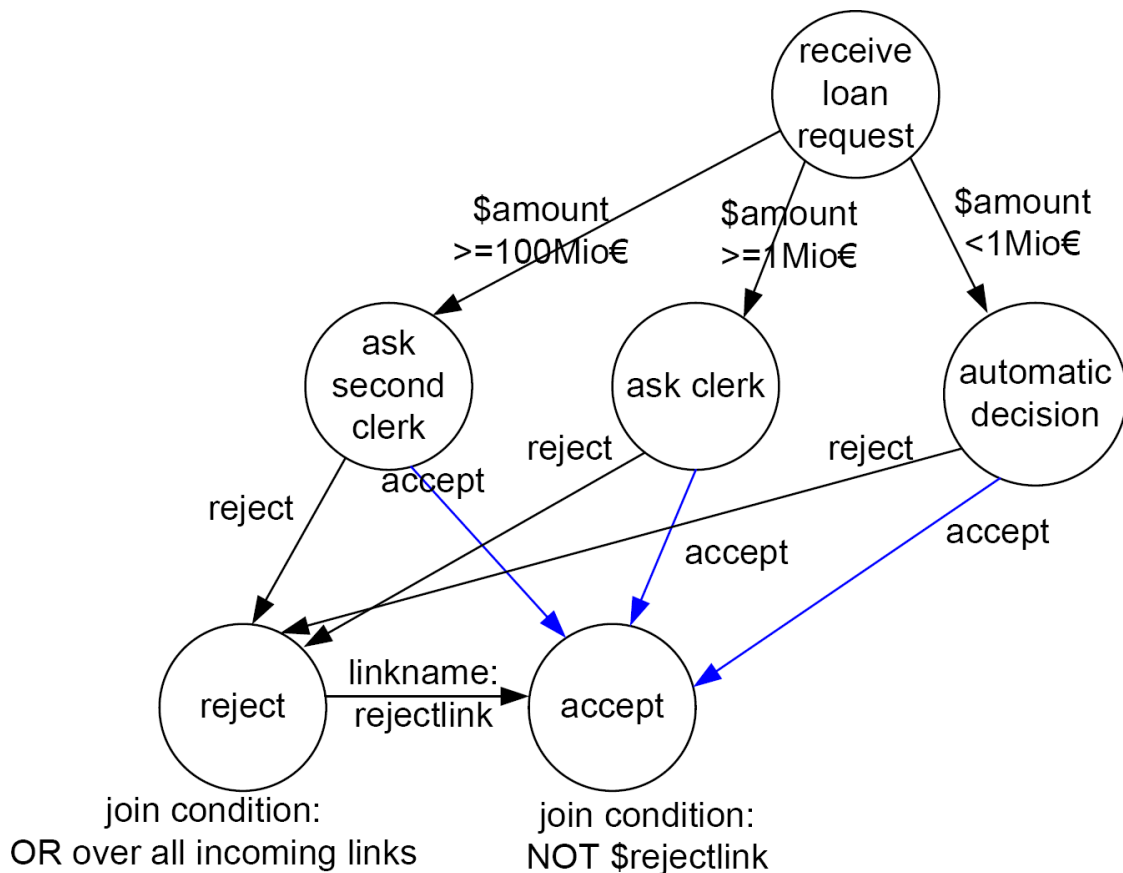 receive
loan
request
$amount
>=100Mio€
$amount
>=1Mio€
$amount
<1Mio€
ask
second
clerk
ask clerk
automatic
decision
reject
accept
reject
accept
reject
accept
reject
linkname:
rejectlink
accept
join condition:
OR over all incoming links
join condition:
NOT $rejectlink